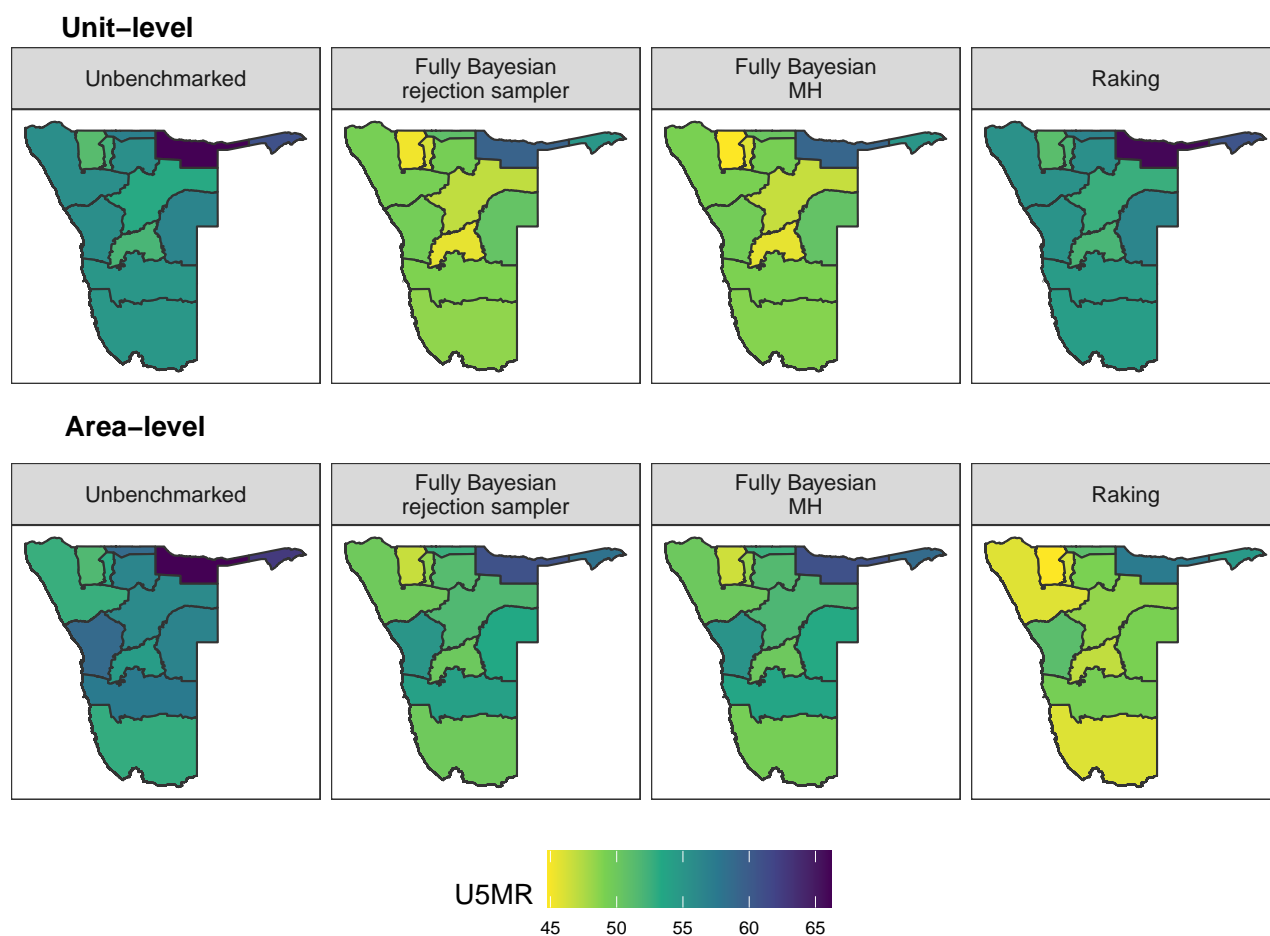 Unit−level
Unbenchmarked
Fully Bayesian
rejection sampler
Fully Bayesian
MH
Raking
Area−level
Unbenchmarked
Fully Bayesian
rejection sampler
Fully Bayesian
MH
Raking
U5MR
45 50 55 60 65